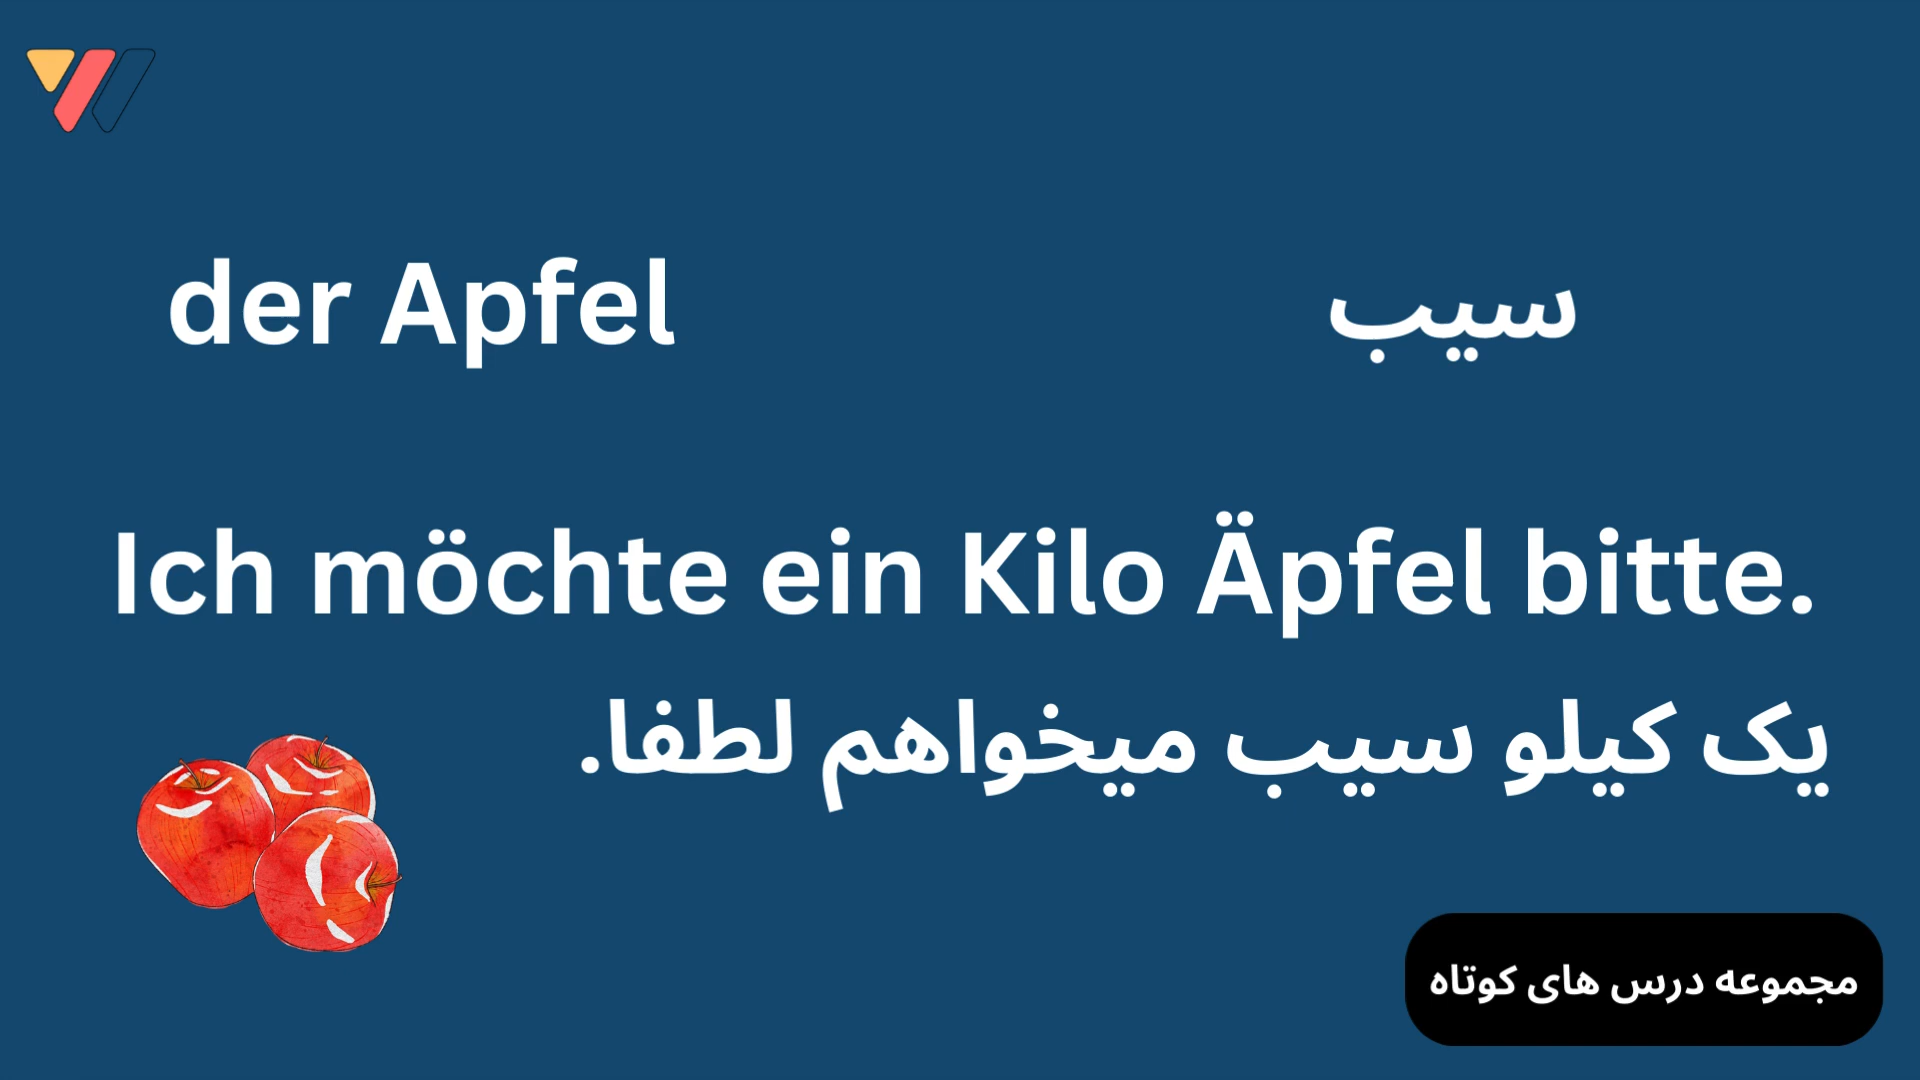 der Apfel
سیب
Ich möchte ein Kilo Äpfel bitte.
یک کیلو سیب میخواهم لطفا.
مجموعه درس های کوتاه